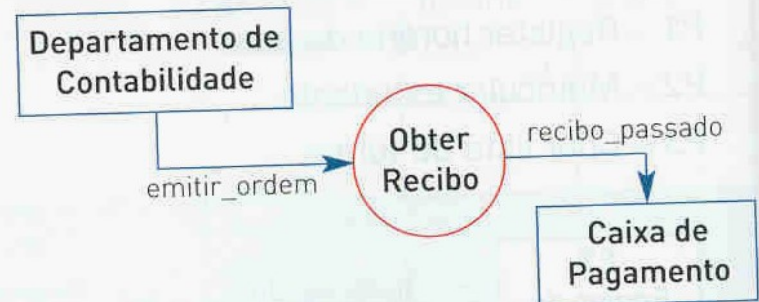 Departamento de
Contabilidade
emitir_ordem
Obter
Recibo
recibo_passado
Caixa de
Pagamento